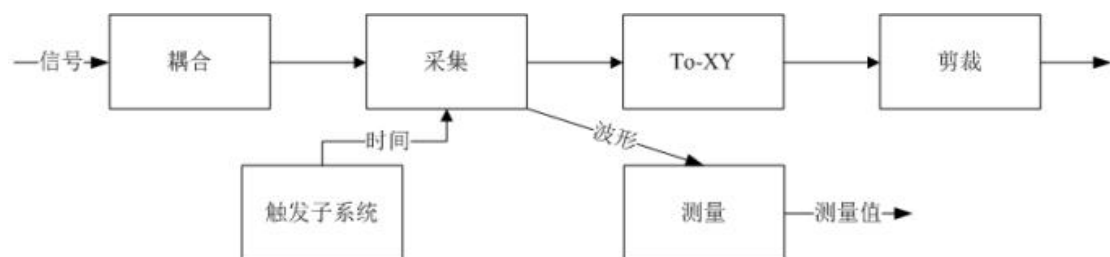 信号
耦合
采集
To-XY
剪裁
时间
波形
触发子系统
测量
测量值